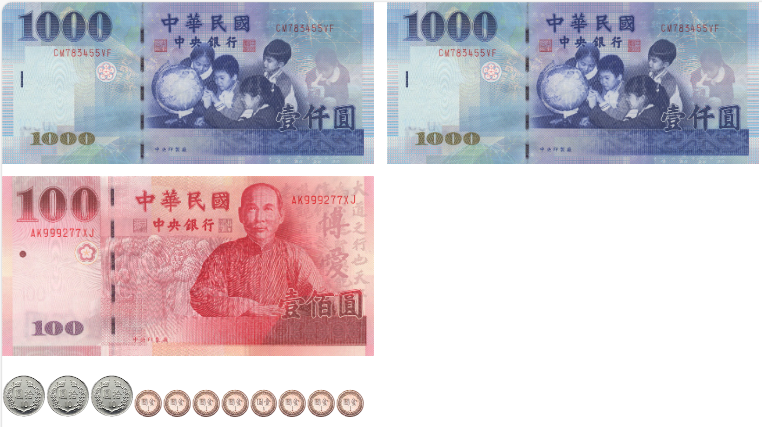 1000
中華民國
CM783455VF
CM783455VF
中央銀行
壹仟圓
1000
中央印製廠
1000
中華民國
CM783455VF
CM783455VF
中央銀行
壹仟圓
1000
中央印製廠
100
中華民國
AK999277XJ
AK999277XJ
中央銀行
大道之行也天
博愛
壹佰圓
100
中央印製廠